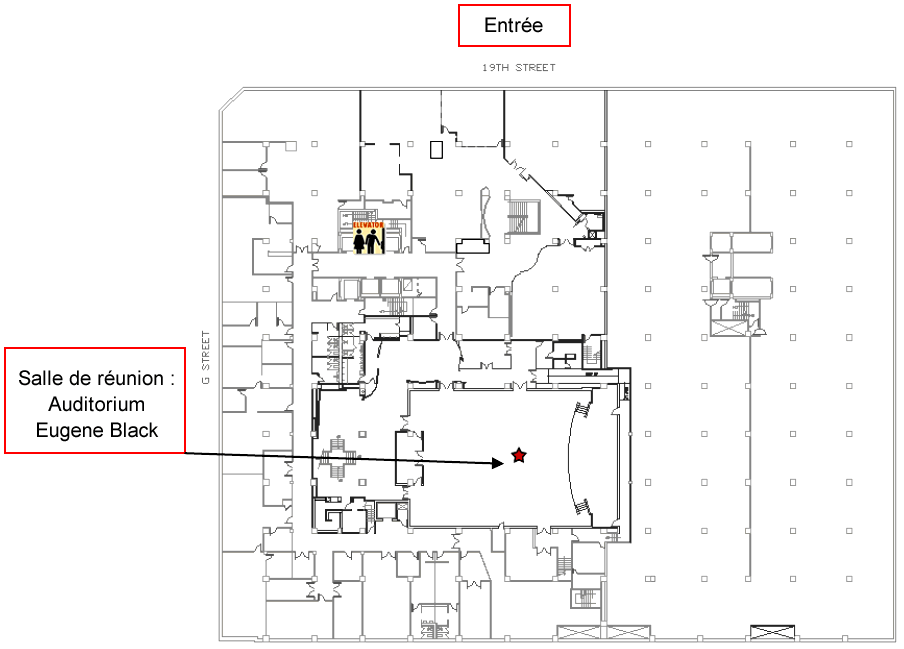 Entrée
19TH STREET
ELEVATOR
G STREET
Salle de réunion :
Auditorium
Eugene Black